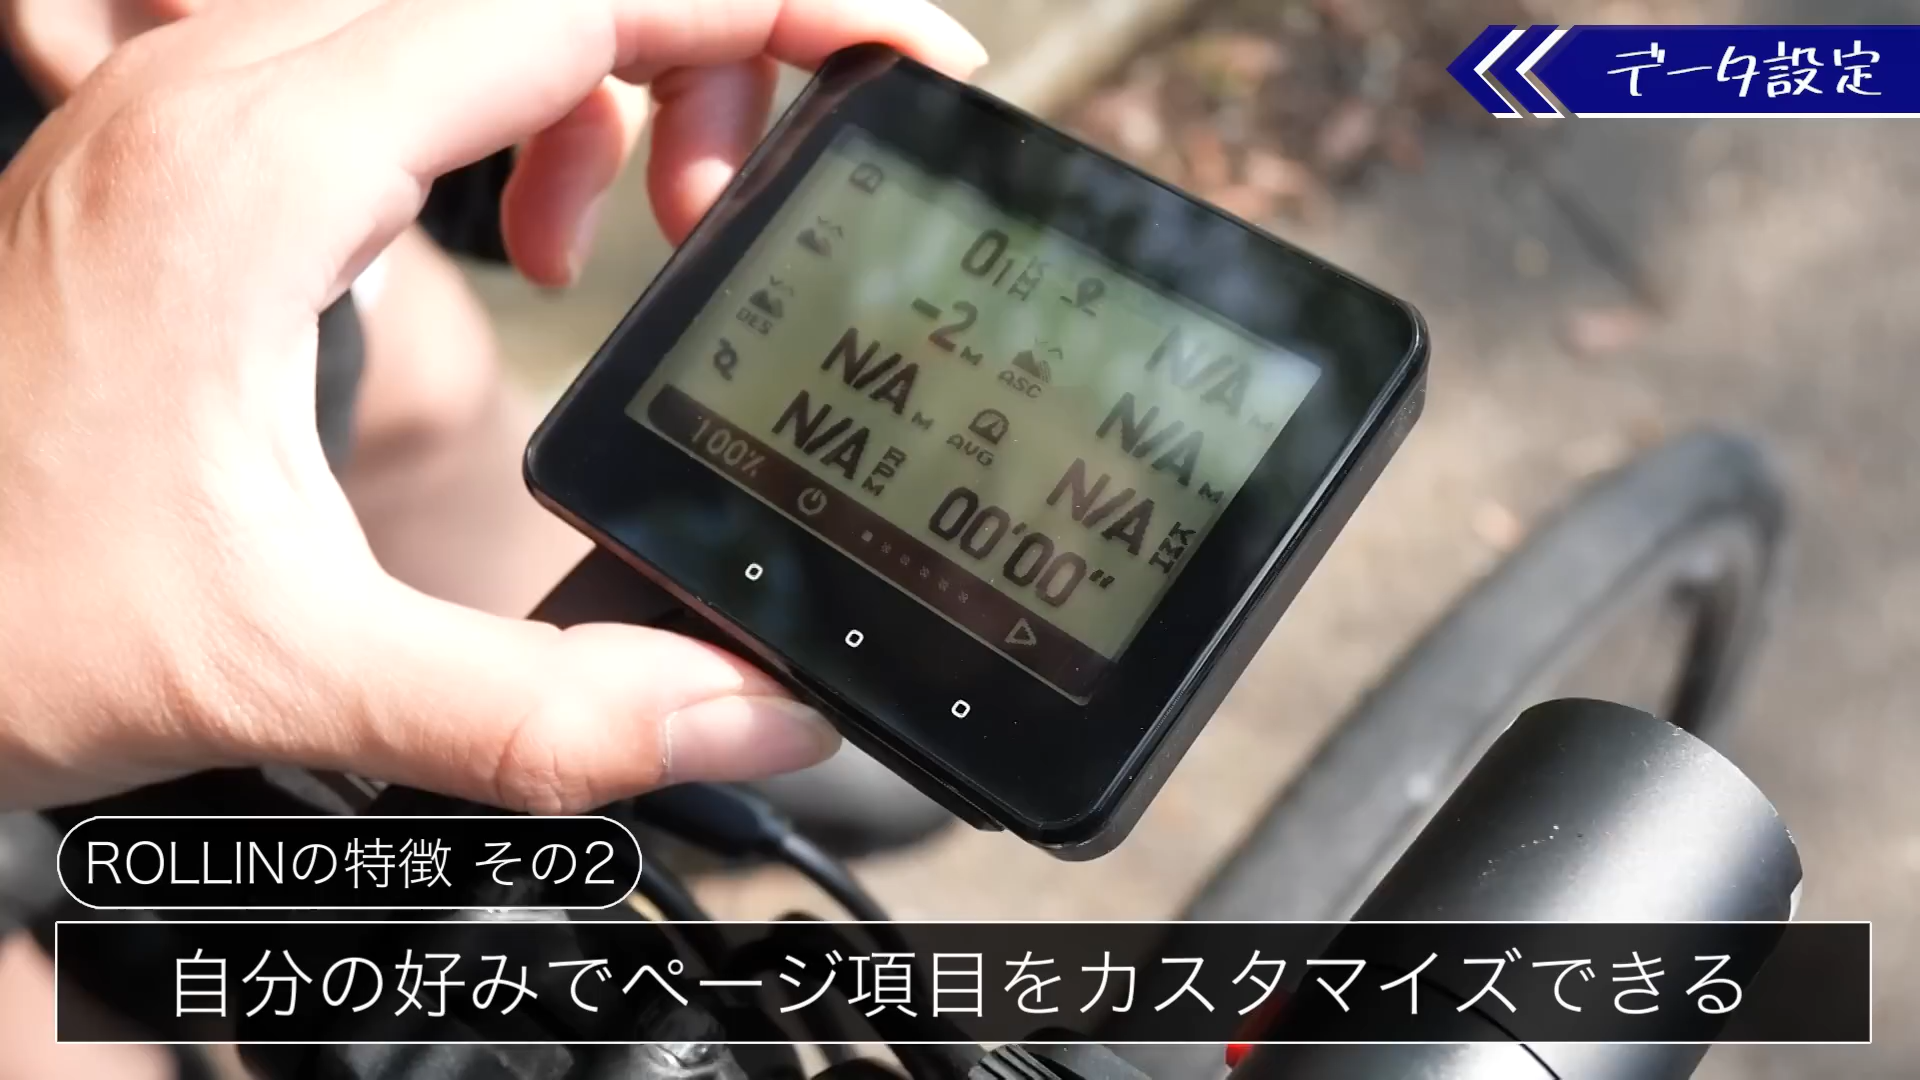 データ設定
0
-2 M
N/A M
ASC
N/A M
DES
N/A M
AVG
N/A
N/A RPM
00'00"
100%
ROLLINの特徴 その2
自分の好みでページ項目をカスタマイズできる